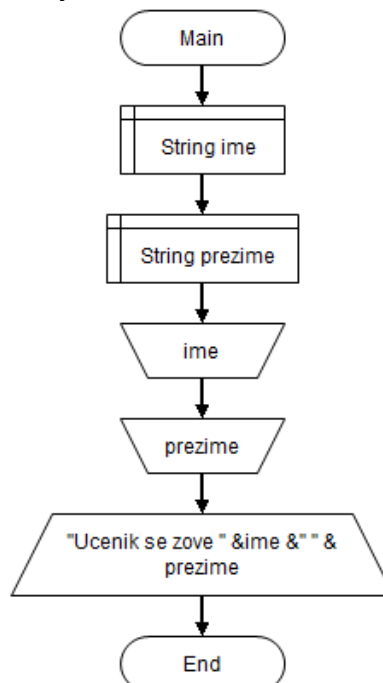 Main
String ime
String prezime
ime
prezime
"Ucenik se zove " &ime &" " &
prezime
End